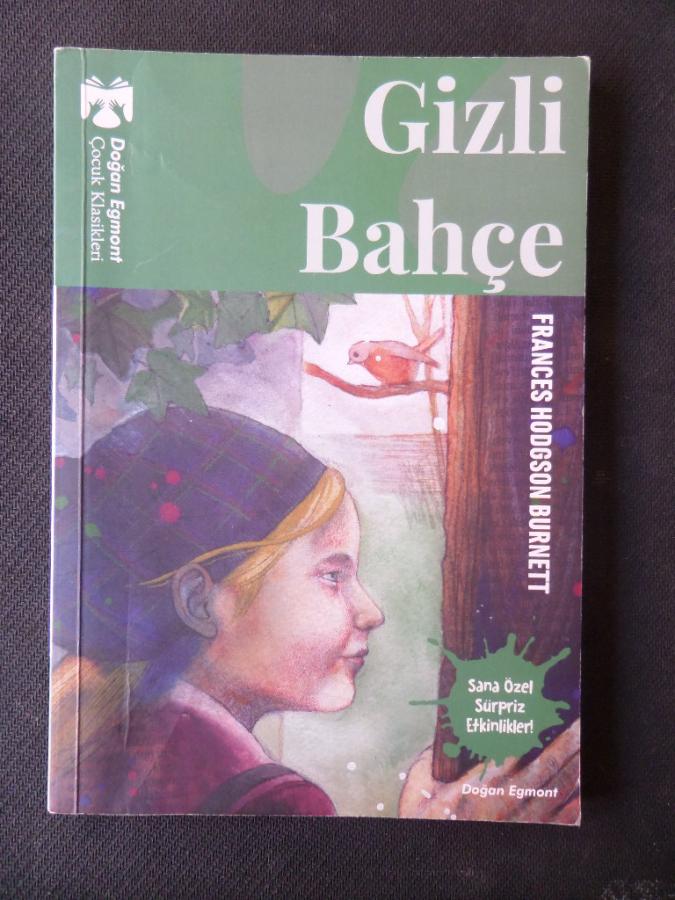 Gizli
Bahçe
Doğan Egmont
Çocuk Klasikleri
FRANCES HODGSON BURNETT
Sana Özel
Sürpriz
Etkinlikler!
Doğan Egmont